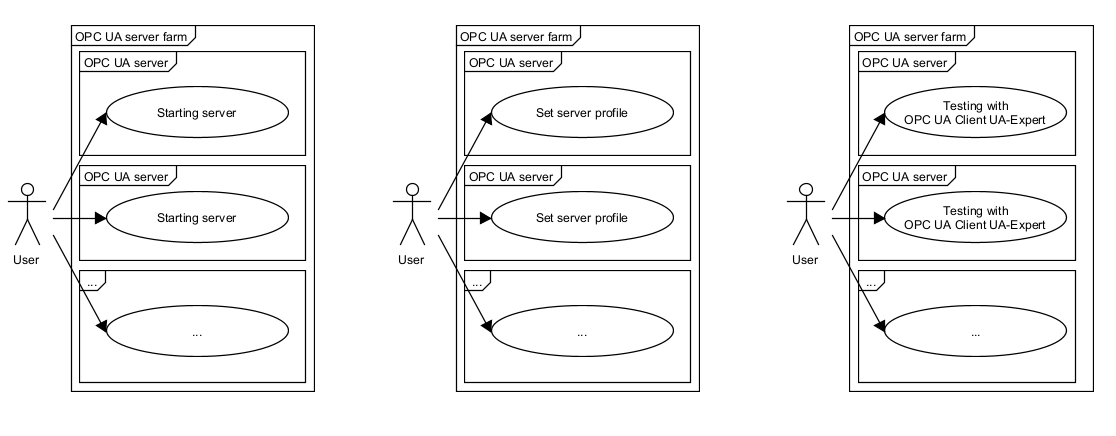 OPC UA server farm
OPC UA server
Starting server
OPC UA server
Starting server
User
...
...
OPC UA server farm
OPC UA server
Set server profile
OPC UA server
Set server profile
User
...
...
OPC UA server farm
OPC UA server
Testing with
OPC UA Client UA-Expert
OPC UA server
Testing with
OPC UA Client UA-Expert
User
...
...